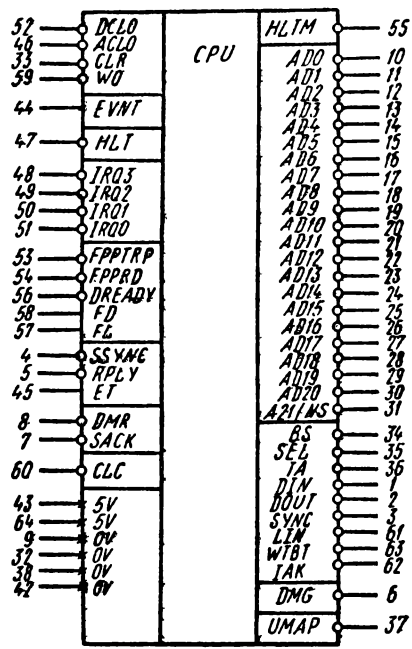 CPU
52 DCLO
46 ACLO
33 CLR
59 WO
44 EVNT
47 HLT
48 IRQ3
49 IRQ2
50 IRQ1
51 IRQ0
53 FPPTRP
54 FPPRD
56 DREADY
58 FD
57 FL
4 SSYNC
5 RPLY
45 ET
8 DMR
7 SACK
60 CLC
43 5V
64 5V
9 0V
32 0V
38 0V
42 0V
HLTM 55
AD0 10
AD1 11
AD2 12
AD3 13
AD4 14
AD5 15
AD6 16
AD7 17
AD8 18
AD9 19
AD10 20
AD11 21
AD12 22
AD13 23
AD14 24
AD15 25
AD16 26
AD17 27
AD18 28
AD19 29
AD20 30
A21FNS 31
BS 34
SEL 35
TA 36
DIN 1
DOUT 2
SYNC 3
LIN 61
WTBT 63
IAK 62
DMG 6
UMAP 37